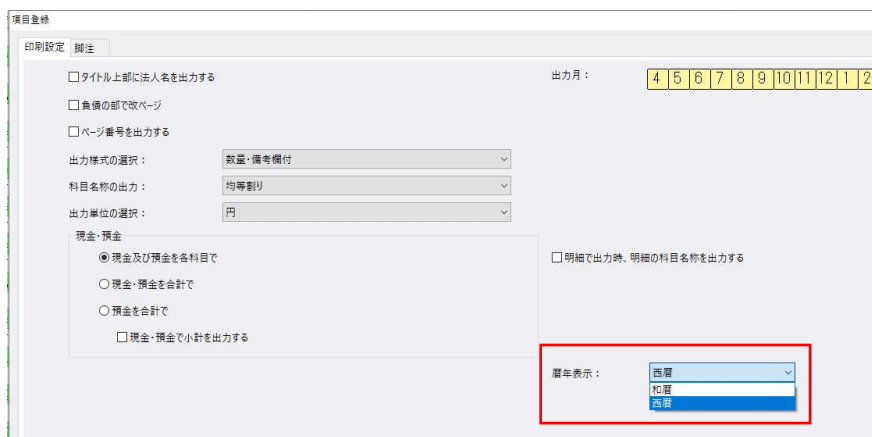 項目登録
印刷設定 脚注
タイトル上部に法人名を出力する
出力月： 4 5 6 7 8 9 10 11 12 1 2
負債の部で改ページ
ページ番号を出力する
出力様式の選択： 数量・備考欄付
科目名称の出力： 均等割り
出力単位の選択： 円
現金・預金
現金及び預金を各科目で
明細で出力時、明細の科目名称を出力する
現金・預金を合計で
預金を合計で
現金・預金で小計を出力する
暦年表示： 西暦
和暦
西暦